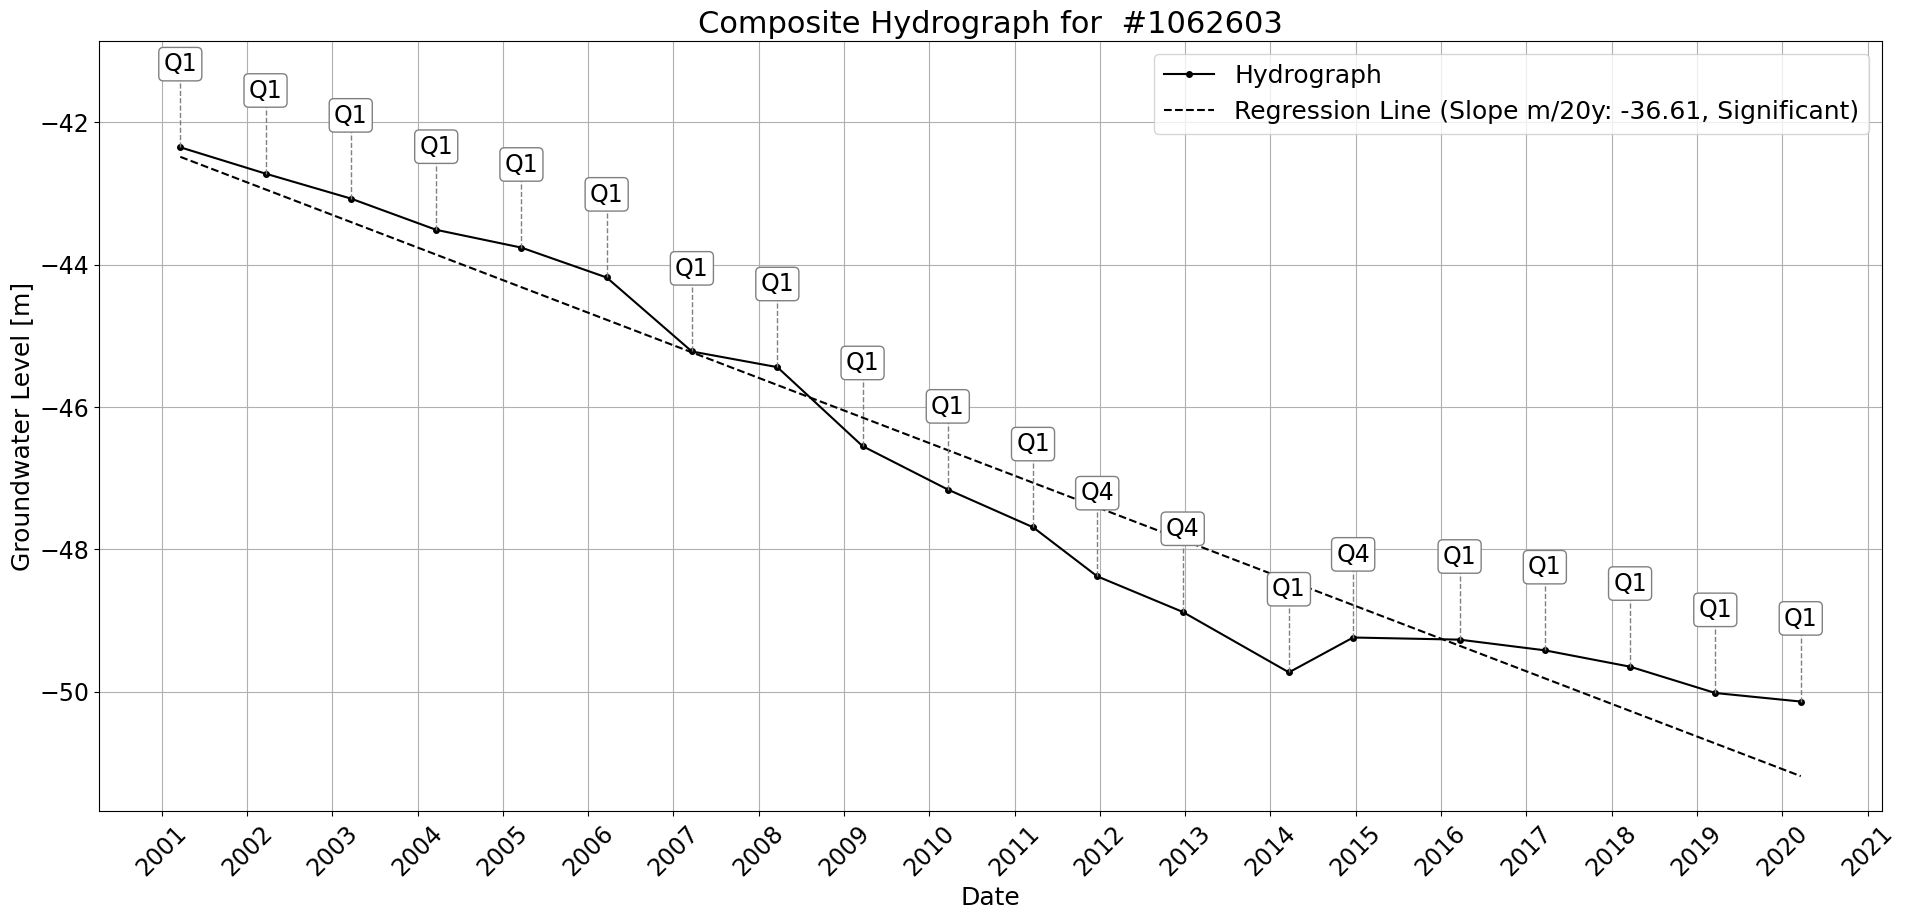 Composite Hydrograph for  #1062603
Hydrograph
Regression Line (Slope m/20y: -36.61, Significant)
Q1
Q1
Q1
Q1
Q1
Q1
Q1
Q1
Q1
Q1
Q1
Q4
Q4
Q1
Q4
Q1
Q1
Q1
Q1
Q1
Groundwater Level [m]
−42
−44
−46
−48
−50
2001
2002
2003
2004
2005
2006
2007
2008
2009
2010
2011
2012
2013
2014
2015
2016
2017
2018
2019
2020
2021
Date